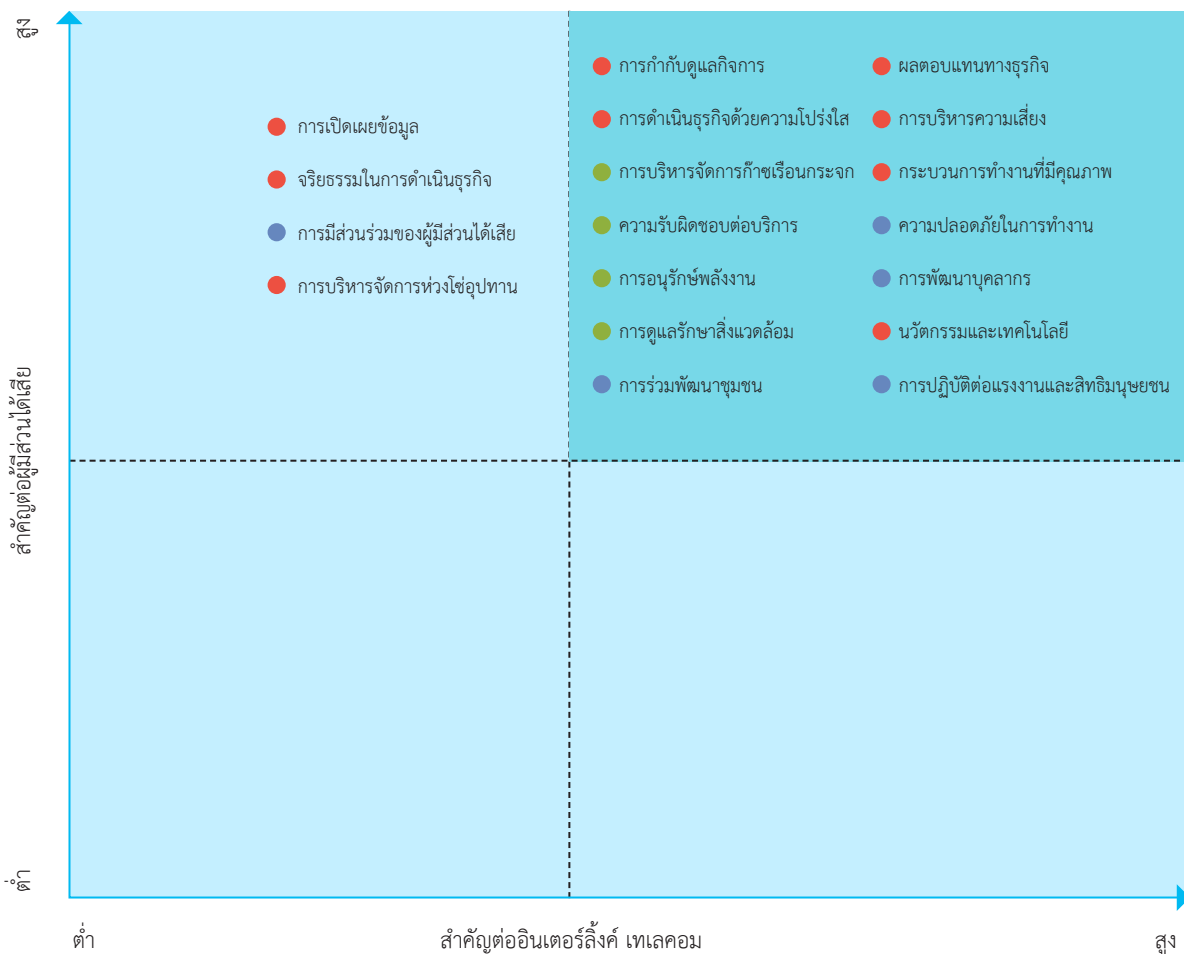 สูง
สำคัญต่อผู้มีส่วนได้เสีย
ต่ำ
การเปิดเผยข้อมูล
จริยธรรมในการดำเนินธุรกิจ
การมีส่วนร่วมของผู้มีส่วนได้เสีย
การบริหารจัดการห่วงโซ่อุปทาน
การกำกับดูแลกิจการ
การดำเนินธุรกิจด้วยความโปร่งใส
การบริหารจัดการก๊าซเรือนกระจก
ความรับผิดชอบต่อบริการ
การอนุรักษ์พลังงาน
การดูแลรักษาสิ่งแวดล้อม
การร่วมพัฒนาชุมชน
ผลตอบแทนทางธุรกิจ
การบริหารความเสี่ยง
กระบวนการทำงานที่มีคุณภาพ
ความปลอดภัยในการทำงาน
การพัฒนาบุคลากร
นวัตกรรมและเทคโนโลยี
การปฏิบัติต่อแรงงานและสิทธิมนุษยชน
ต่ำ
สำคัญต่ออินเตอร์ลิ้งค์ เทเลคอม
สูง